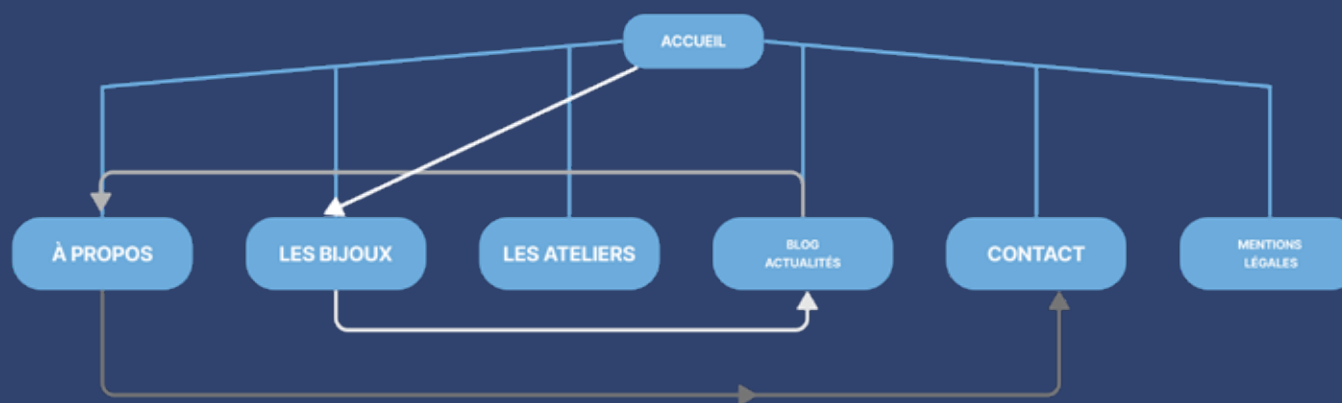 ACCUEIL
À PROPOS
LES BIJOUX
LES ATELIERS
BLOG
ACTUALITÉS
CONTACT
MENTIONS
LÉGALES